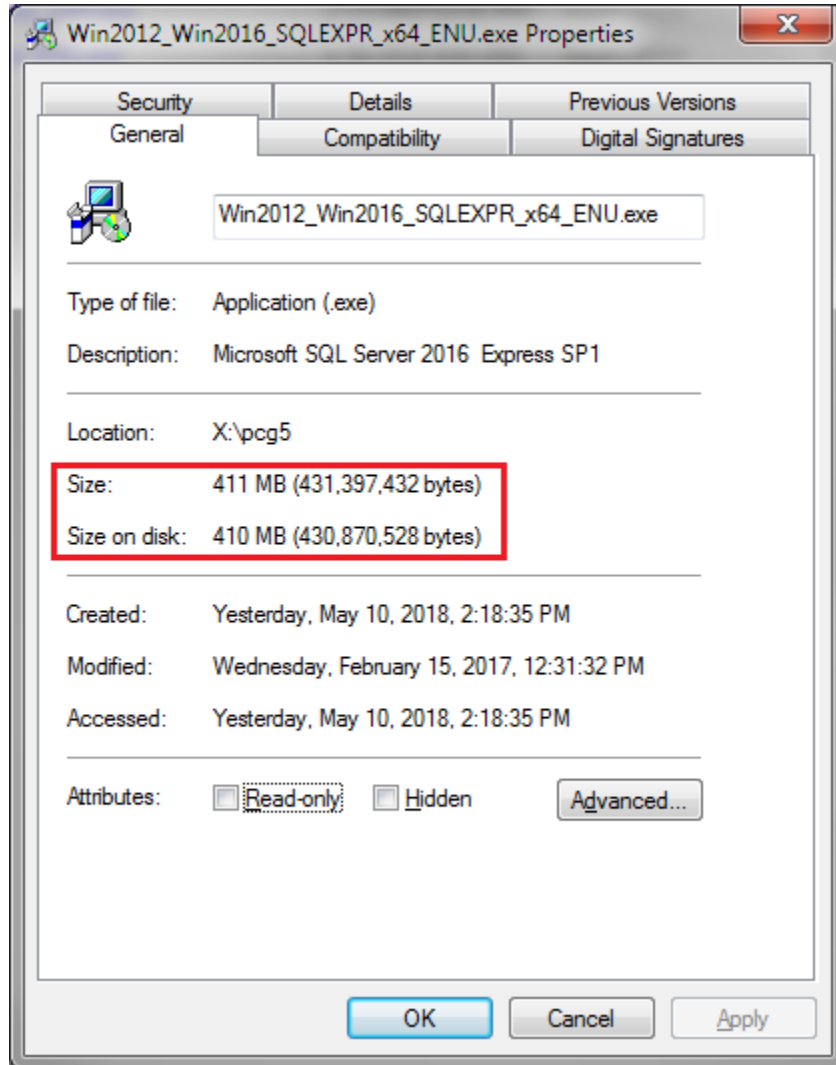 Win2012_Win2016_SQLEXPR_x64_ENU.exe Properties
Security Details Previous Versions
General Compatibility Digital Signatures
Win2012_Win2016_SQLEXPR_x64_ENU.exe
Type of file: Application (.exe)
Description: Microsoft SQL Server 2016  Express SP1
Location: X:\pcg5
Size: 411 MB (431,397,432 bytes)
Size on disk: 410 MB (430,870,528 bytes)
Created: Yesterday, May 10, 2018, 2:18:35 PM
Modified: Wednesday, February 15, 2017, 12:31:32 PM
Accessed: Yesterday, May 10, 2018, 2:18:35 PM
Attributes: Read-only Hidden Advanced...
OK Cancel Apply